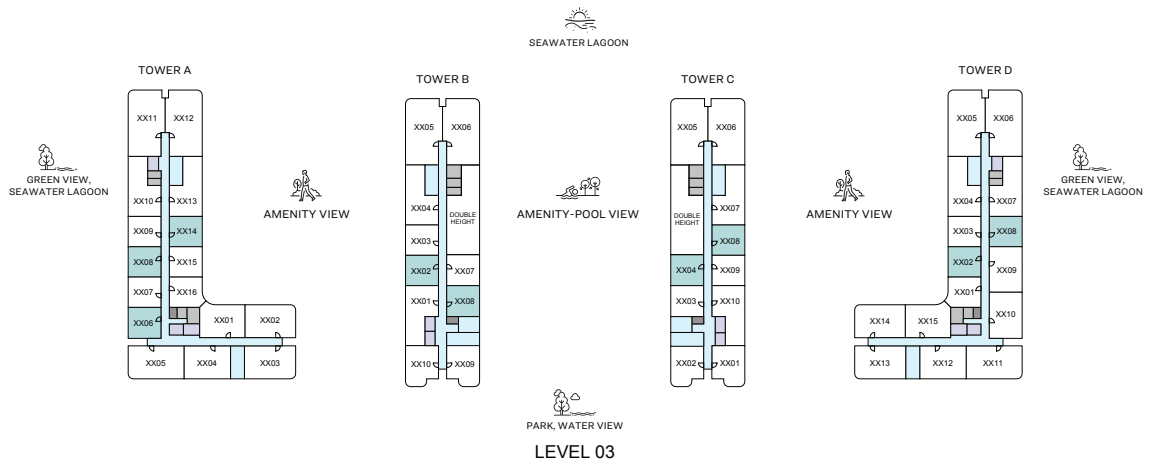 SEAWATER LAGOON
TOWER A
TOWER B
TOWER C
TOWER D
GREEN VIEW,
SEAWATER LAGOON
AMENITY VIEW
AMENITY-POOL VIEW
AMENITY VIEW
GREEN VIEW,
SEAWATER LAGOON
XX11 XX12
XX10 XX13
XX09 XX14
XX08 XX15
XX07 XX16
XX06 XX01 XX02
XX05 XX04 XX03
XX05 XX06
XX04 DOUBLE
HEIGHT
XX03
XX02 XX07
XX01 XX08
XX10 XX09
XX05 XX06
XX07
DOUBLE
HEIGHT
XX08
XX04 XX09
XX03 XX10
XX02 XX01
XX05 XX06
XX04 XX07
XX03 XX08
XX02 XX09
XX01
XX14 XX15 XX10
XX13 XX12 XX11
PARK, WATER VIEW
LEVEL 03